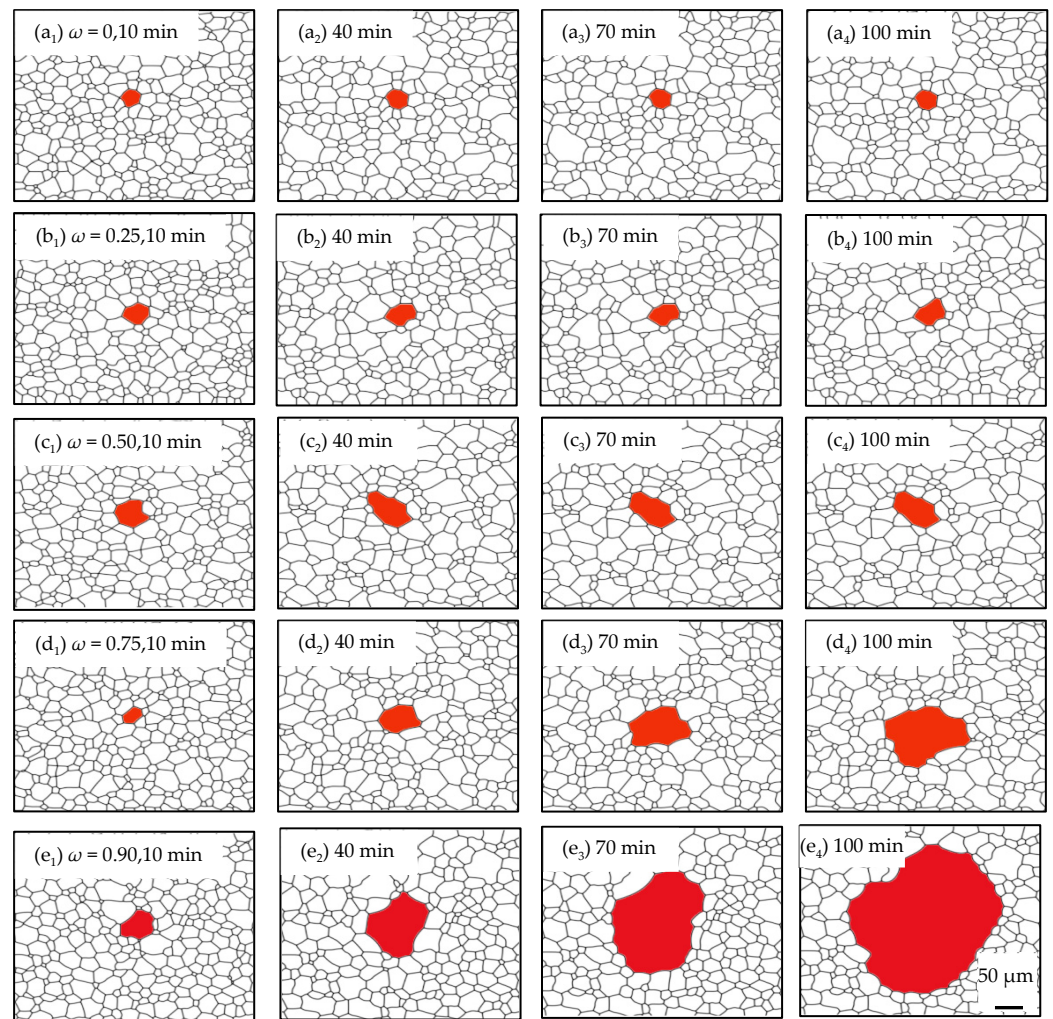 (a₁) ω = 0,10 min
(a₂) 40 min
(a₃) 70 min
(a₄) 100 min
(b₁) ω = 0.25,10 min
(b₂) 40 min
(b₃) 70 min
(b₄) 100 min
(c₁) ω = 0.50,10 min
(c₂) 40 min
(c₃) 70 min
(c₄) 100 min
(d₁) ω = 0.75,10 min
(d₂) 40 min
(d₃) 70 min
(d₄) 100 min
(e₁) ω = 0.90,10 min
(e₂) 40 min
(e₃) 70 min
(e₄) 100 min
50 μm